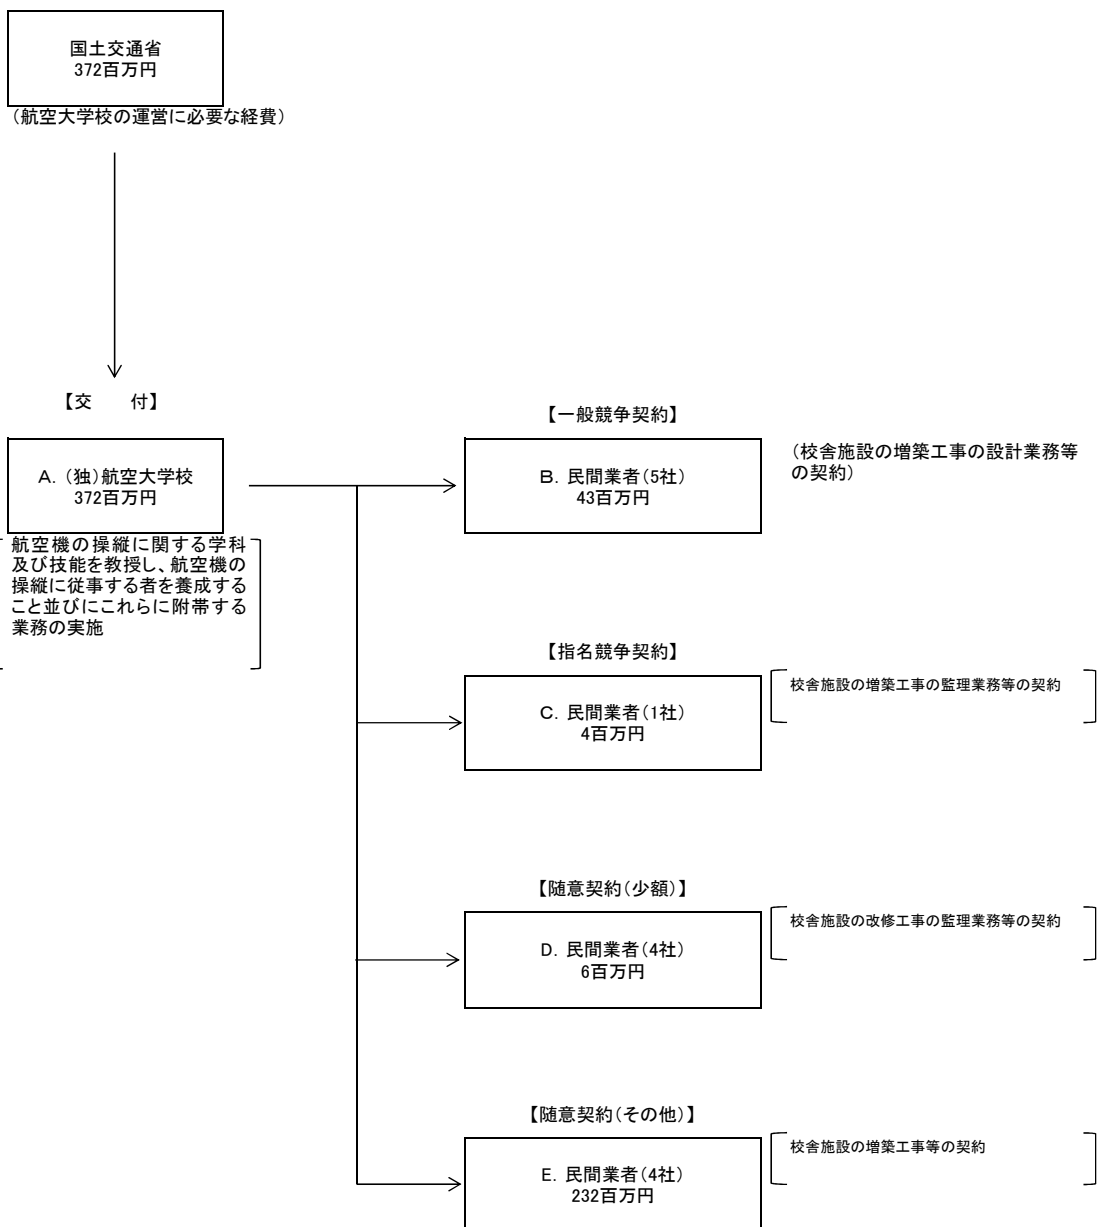 国土交通省
372百万円
（航空大学校の運営に必要な経費）
【交　　付】
A．（独）航空大学校
372百万円
航空機の操縦に関する学科
及び技能を教授し、航空機の
操縦に従事する者を養成する
こと並びにこれらに附帯する
業務の実施
【一般競争契約】
B．民間業者（5社）
43百万円
（校舎施設の増築工事の設計業務等
の契約）
【指名競争契約】
C．民間業者（1社）
4百万円
校舎施設の増築工事の監理業務等の契約
【随意契約（少額）】
D．民間業者（4社）
6百万円
校舎施設の改修工事の監理業務等の契約
【随意契約（その他）】
E．民間業者（4社）
232百万円
校舎施設の増築工事等の契約